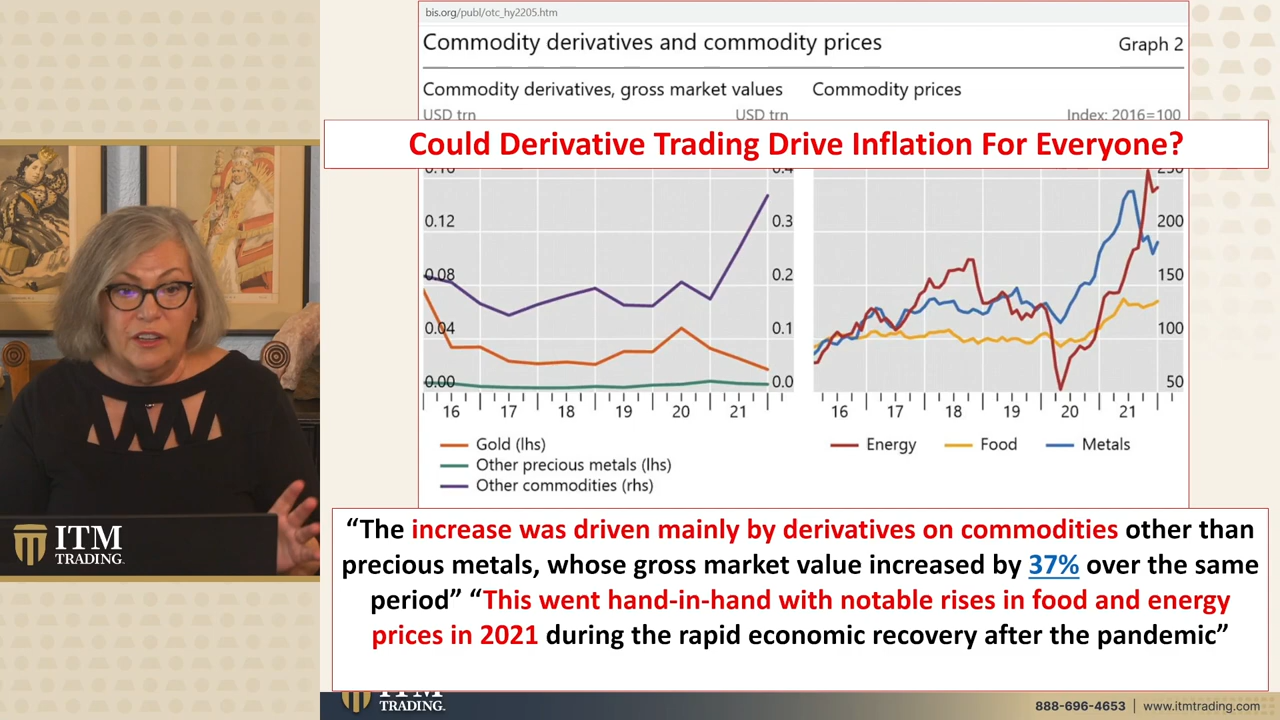 bis.org/publ/otc_hy2205.htm
Commodity derivatives and commodity prices
Graph 2
Commodity derivatives, gross market values
Commodity prices
USD trn
USD trn
Index: 2016=100
Could Derivative Trading Drive Inflation For Everyone?
0.16
0.4
250
0.12
0.3
200
0.08
0.2
150
0.04
0.1
100
0.00
0.0
50
16 17 18 19 20 21
16 17 18 19 20 21
Gold (lhs)
Other precious metals (lhs)
Other commodities (rhs)
Energy Food Metals
“The increase was driven mainly by derivatives on commodities other than
precious metals, whose gross market value increased by 37% over the same
period” “This went hand-in-hand with notable rises in food and energy
prices in 2021 during the rapid economic recovery after the pandemic”
ITM
TRADING.
ITM
TRADING.
888-696-4653 | www.itmtrading.com